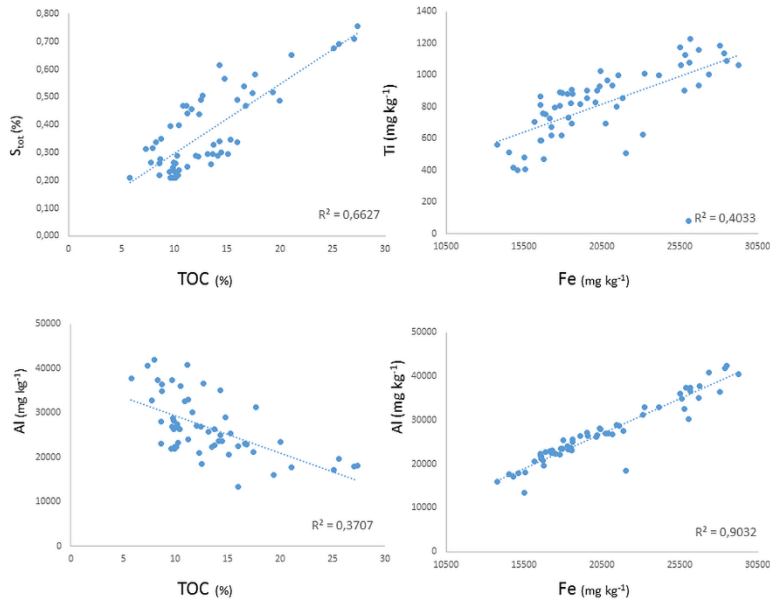 0,800
0,700
0,600
0,500
0,400
0,300
0,200
0,100
0,000
S_tot (%)
0 5 10 15 20 25 30
TOC (%)
R² = 0,6627
1400
1200
1000
800
600
400
200
0
Ti (mg kg⁻¹)
10500 15500 20500 25500 30500
Fe (mg kg⁻¹)
R² = 0,4033
50000
40000
30000
20000
10000
0
Al (mg kg⁻¹)
0 5 10 15 20 25 30
TOC (%)
R² = 0,3707
50000
40000
30000
20000
10000
0
Al (mg kg⁻¹)
10500 15500 20500 25500 30500
Fe (mg kg⁻¹)
R² = 0,9032